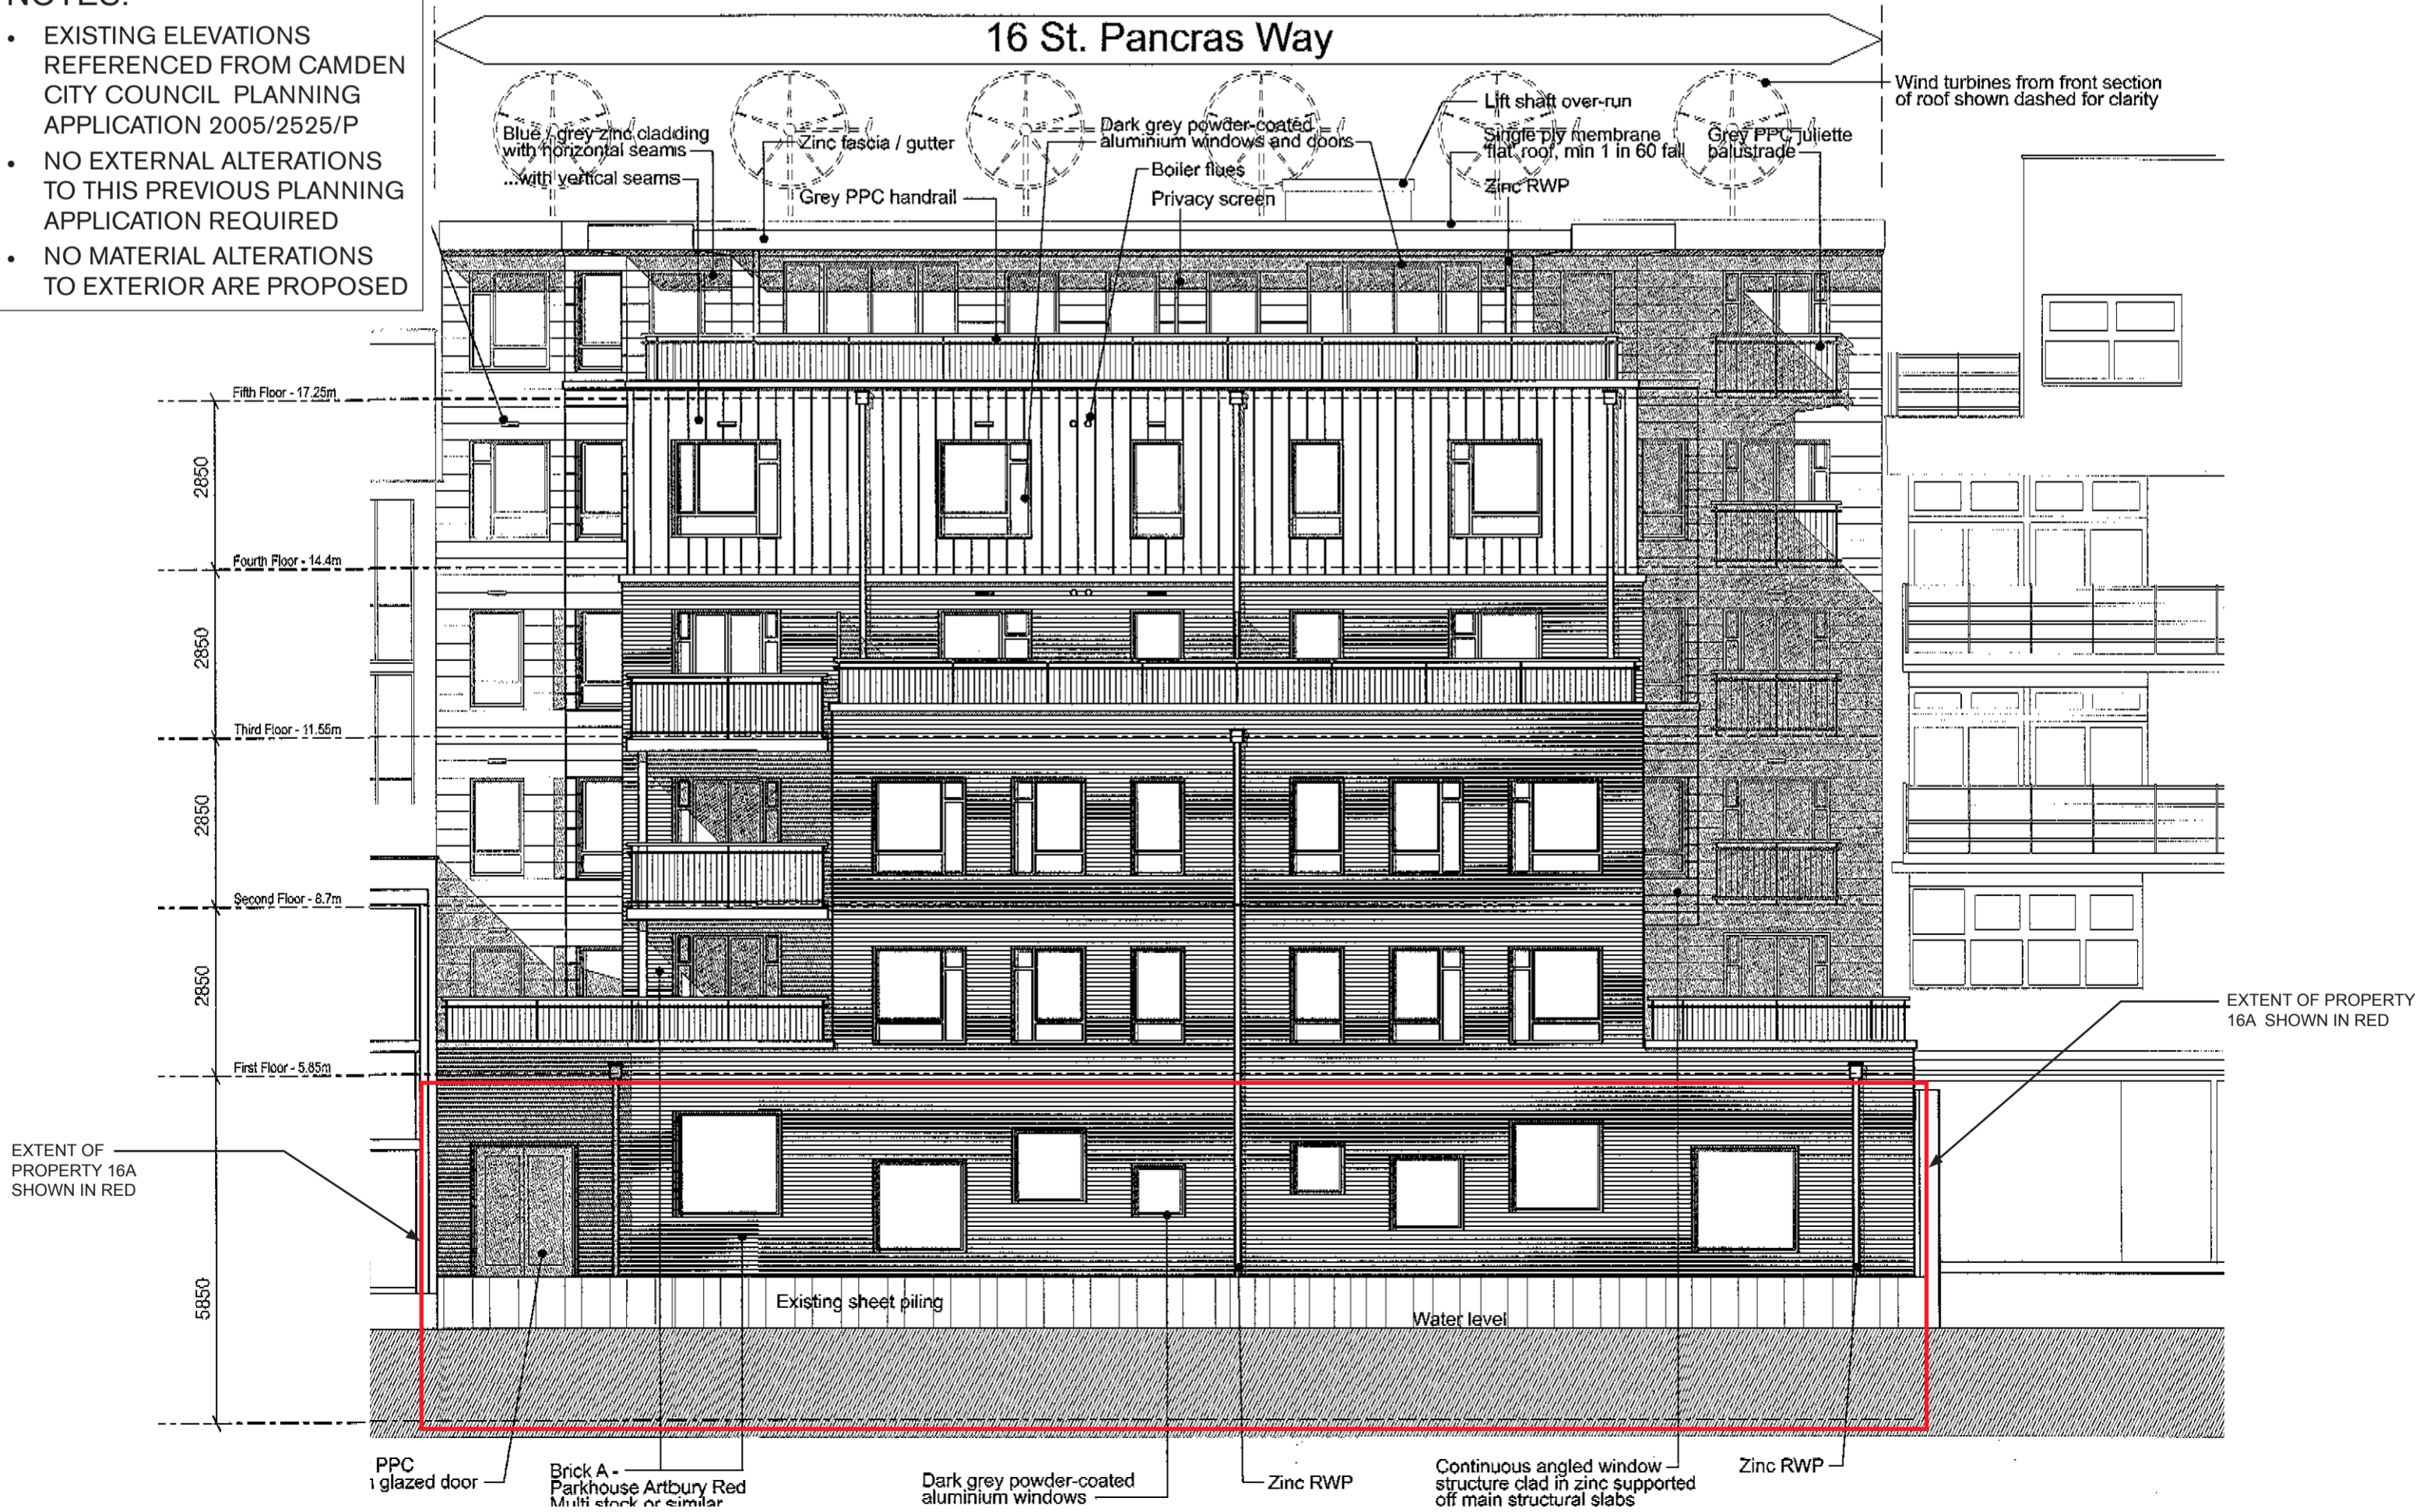 NOTES:
• EXISTING ELEVATIONS
REFERENCED FROM CAMDEN
CITY COUNCIL PLANNING
APPLICATION 2005/2525/P
• NO EXTERNAL ALTERATIONS
TO THIS PREVIOUS PLANNING
APPLICATION REQUIRED
• NO MATERIAL ALTERATIONS
TO EXTERIOR ARE PROPOSED
16 St. Pancras Way
Wind turbines from front section
of roof shown dashed for clarity
Blue / grey zinc cladding
with horizontal seams
...with vertical seams
Zinc fascia / gutter
Grey PPC handrail
Dark grey powder-coated
aluminium windows and doors
Boiler flues
Privacy screen
Lift shaft over-run
Single ply membrane
flat roof, min 1 in 60 fall
Zinc RWP
Grey PPC juliette
balustrade
Fifth Floor - 17.25m
2850
Fourth Floor - 14.4m
2850
Third Floor - 11.55m
2850
Second Floor - 8.7m
2850
First Floor - 5.85m
5850
EXTENT OF PROPERTY
16A SHOWN IN RED
EXTENT OF
PROPERTY 16A
SHOWN IN RED
Existing sheet piling
Water level
PPC
glazed door
Brick A -
Parkhouse Artbury Red
Multi stock or similar
Dark grey powder-coated
aluminium windows
Zinc RWP
Continuous angled window
structure clad in zinc supported
off main structural slabs
Zinc RWP